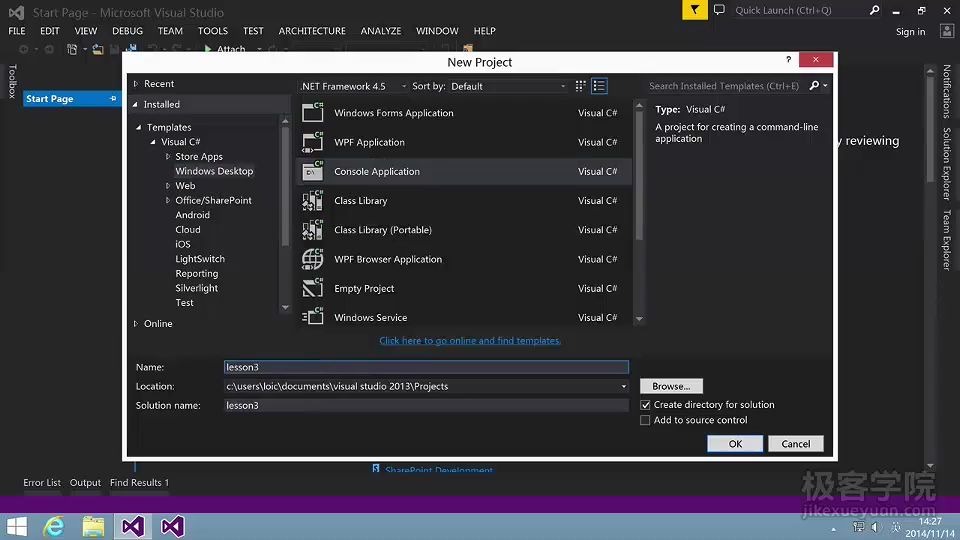 Start Page - Microsoft Visual Studio
Quick Launch (Ctrl+Q)
FILE EDIT VIEW DEBUG TEAM TOOLS TEST ARCHITECTURE ANALYZE WINDOW HELP
Sign in
Attach...
Toolbox
Start Page
New Project
Recent
Installed
Templates
Visual C#
Store Apps
Windows Desktop
Web
Office/SharePoint
Android
Cloud
iOS
LightSwitch
Reporting
Silverlight
Test
Online
.NET Framework 4.5
Sort by: Default
Search Installed Templates (Ctrl+E)
Windows Forms Application Visual C#
WPF Application Visual C#
Console Application Visual C#
Class Library Visual C#
Class Library (Portable) Visual C#
WPF Browser Application Visual C#
Empty Project Visual C#
Windows Service Visual C#
Click here to go online and find templates.
Type: Visual C#
A project for creating a command-line
application
Name: lesson3
Location: c:\users\loic\documents\visual studio 2013\Projects
Browse...
Solution name: lesson3
Create directory for solution
Add to source control
OK Cancel
y reviewing
Notifications
Solution Explorer
Team Explorer
SharePoint Development
Error List Output Find Results 1
极客学院
jikexueyuan.com
英
14:27
2014/11/14